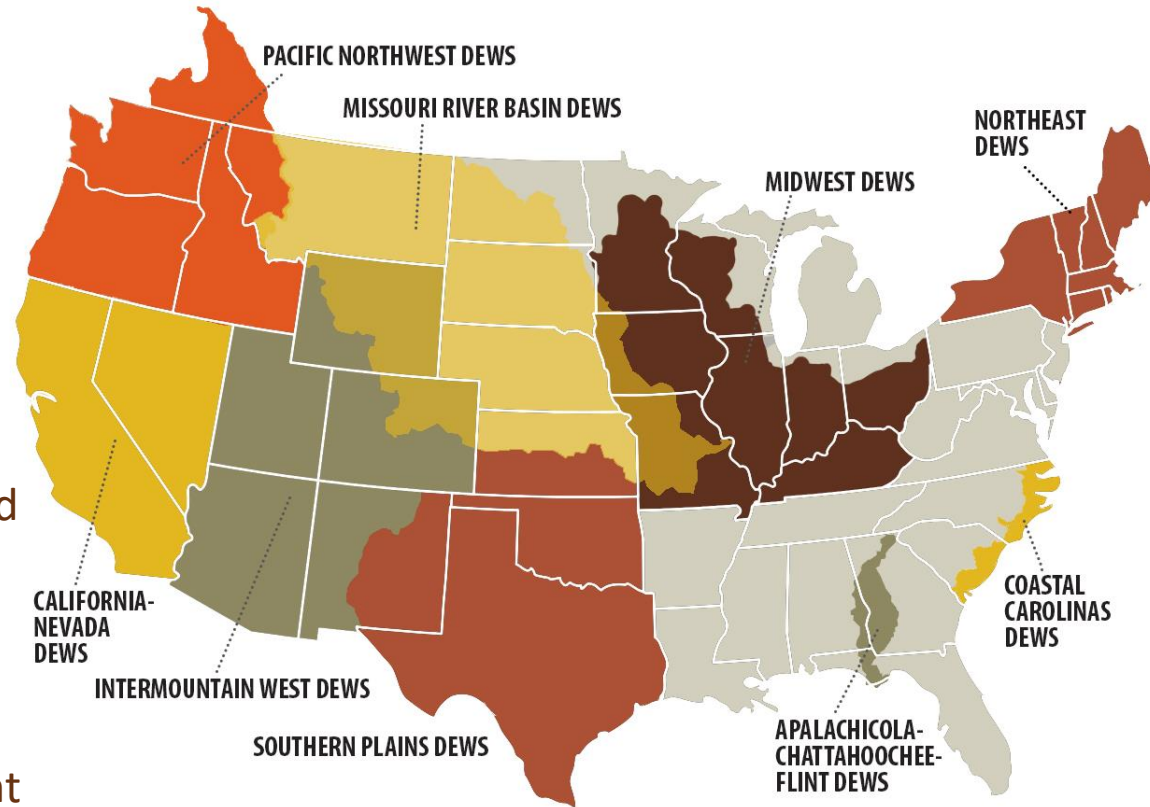 PACIFIC NORTHWEST DEWS
MISSOURI RIVER BASIN DEWS
NORTHEAST
DEWS
MIDWEST DEWS
d
CALIFORNIA-
NEVADA
DEWS
INTERMOUNTAIN WEST DEWS
SOUTHERN PLAINS DEWS
COASTAL
CAROLINAS
DEWS
APALACHICOLA-
CHATTAHOOCHEE-
FLINT DEWS
nt